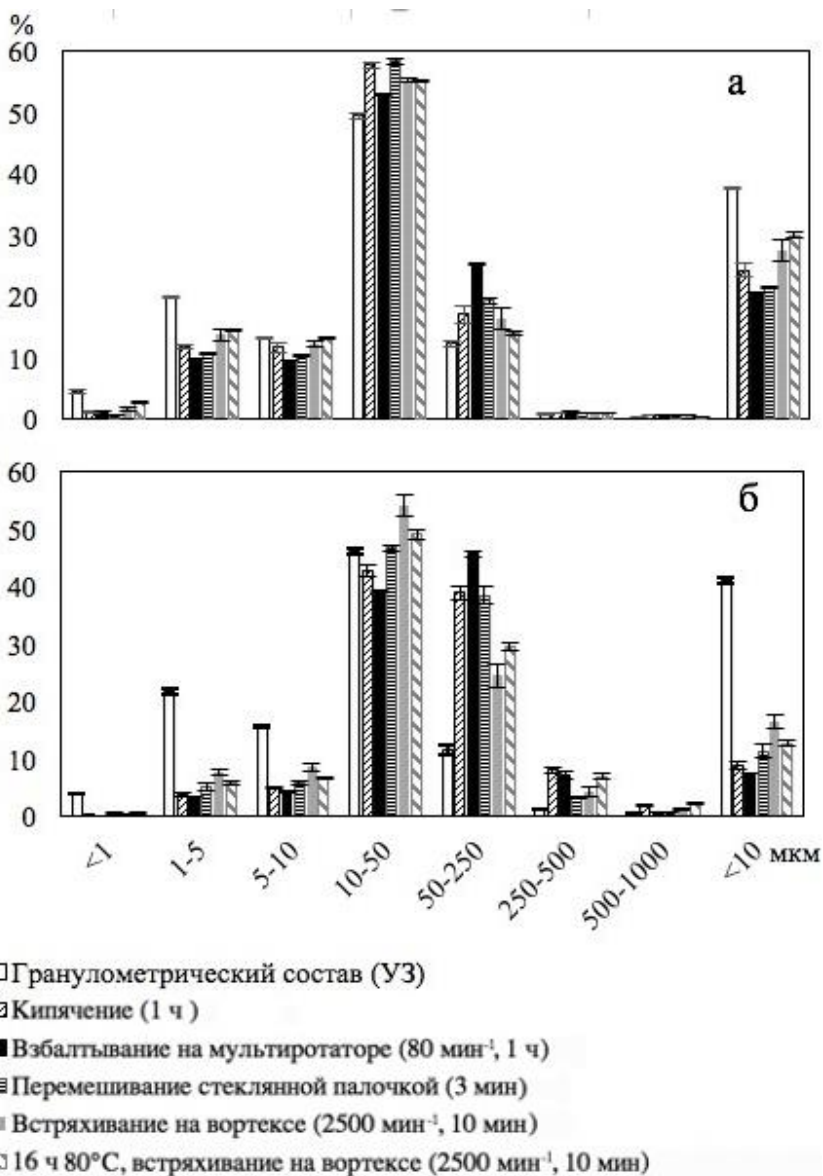 %
60
а
50
40
30
20
10
0
60
б
50
40
30
20
10
0
<1 1-5 5-10 10-50 50-250 250-500 500-1000 <10 мкм
Гранулометрический состав (УЗ)
Кипячение (1 ч )
Взбалтывание на мультиротаторе (80 мин⁻¹, 1 ч)
Перемешивание стеклянной палочкой (3 мин)
Встряхивание на вортексе (2500 мин⁻¹, 10 мин)
16 ч 80°C, встряхивание на вортексе (2500 мин⁻¹, 10 мин)